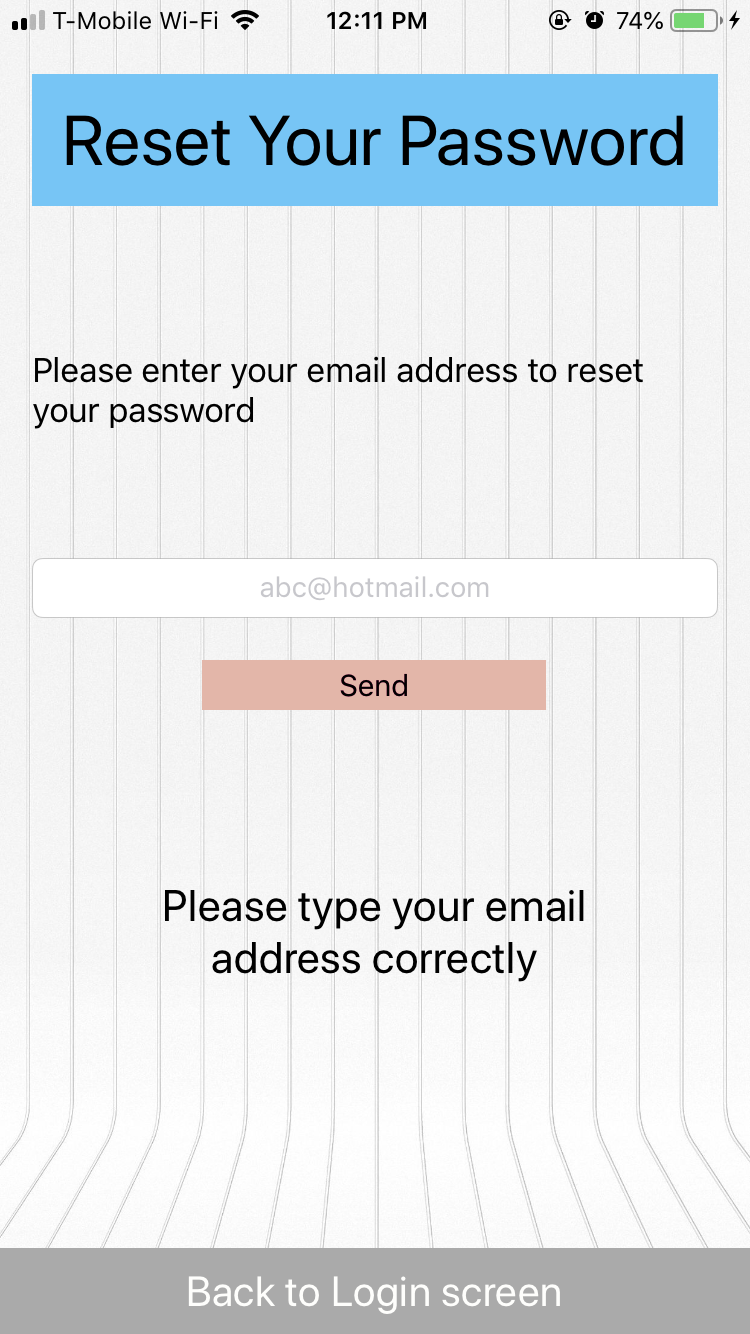 T-Mobile Wi-Fi 12:11 PM 74%
Reset Your Password
Please enter your email address to reset
your password
abc@hotmail.com
Send
Please type your email
address correctly
Back to Login screen